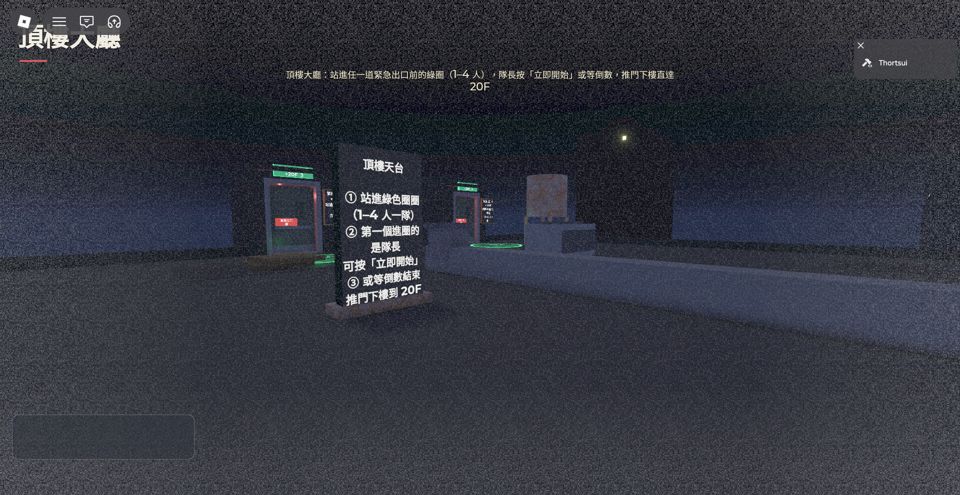 頂樓大廳
Thortsui
頂樓大廳：站進任一道緊急出口前的綠圈（1–4 人），隊長按「立即開始」或等倒數，推門下樓直達
20F
頂樓天台
① 站進綠色圈圈
（1–4 人一隊）
② 第一個進圈的
是隊長
可按「立即開始」
③ 或等倒數結束
推門下樓到 20F